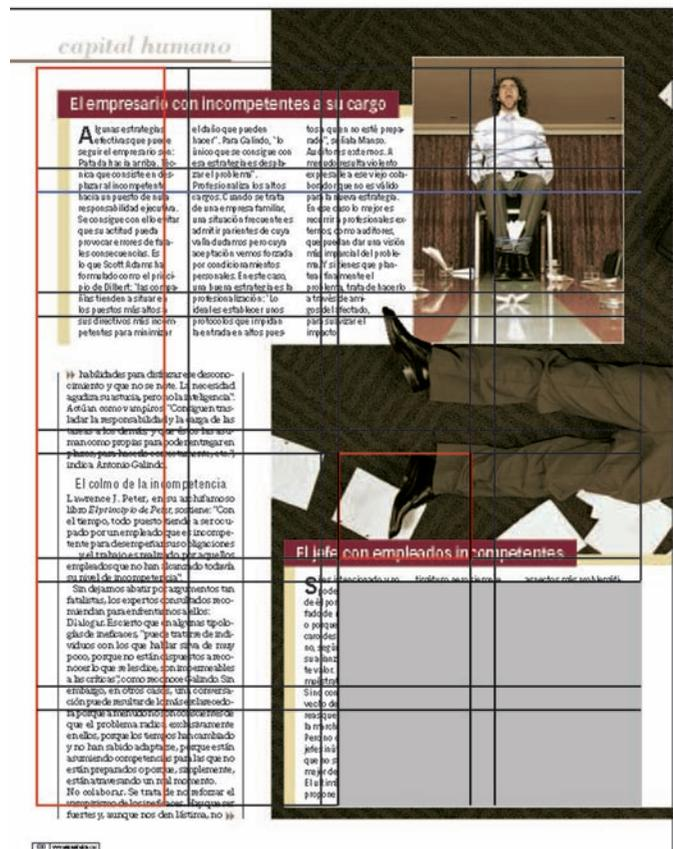 capital humano
El empresario con incompetentes a su cargo
Algunas estrategias
efectivas que puede
seguir el empresario son:
Patada hacia arriba. Téc-
nica que consiste en des-
plazar al incompetente
hacia un puesto de nula
responsabilidad ejecutiva.
Se consigue con ello evitar
que su actitud pueda
provocar errores de fata-
les consecuencias. Es
lo que Scott Adams ha
formulado como el princi-
pio de Dilbert: "las compa-
ñías tienden a situar en
los puestos más altos a
sus directivos más incom-
petentes para minimizar
el daño que pueden
hacer". Para Galindo, "lo
único que se consigue con
esa estrategia es despla-
zar el problema".
Profesionaliza los altos
cargos. Cuando se trata
de una empresa familiar,
una situación frecuente es
admitir parientes de cuya
valía dudamos pero cuya
aceptación vemos forzada
por condicionamientos
personales. En este caso,
una buena estrategia es la
profesionalización: "Lo
ideal es establecer unos
protocolos que impidan
la entrada en altos pues-
tos a quien no esté prepa-
rado", señala Manso.
Auditores externos. A
menudo resulta violento
expresalle a ese viejo cola-
borador que no es válido
para la nueva estrategia.
En ese caso lo mejor es
recurrir a profesionales ex-
ternos, como auditores,
que puedan dar una visión
más imparcial del proble-
ma. Y si tienes que plan-
tear finalmente el
problema, trata de hacerlo
a través de ami-
gos del afectado,
para suavizar el
impacto.
habilidades para disfrazarse descono-
cimiento y que no se note. La necesidad
agudiza su astucia, pero no la inteligencia".
Actúan como vampiros: "Consiguen tras-
ladar la responsabilidad y la carga de las
tareas a los demás, y que éstos las asu-
man como propias para poder entregar en
plazos, para hacerlo correctamente, etc.",
indica Antonio Galindo.
El colmo de la incompetencia
Lawrence J. Peter, en su archifamoso
libro El principio de Peter, sostiene: "Con
el tiempo, todo puesto tiende a ser ocu-
pado por un empleado que es incompe-
tente para desempeñar sus obligaciones
y el trabajo es realizado por aquellos
empleados que no han alcanzado todavía
su nivel de incompetencia".
Sin dejarnos abatir por argumentos tan
fatalistas, los expertos consultados reco-
miendan para enfrentarnos a ellos:
Dialogar. Es cierto que en algunas tipolo-
gías de ineficaces, "puede tratarse de indi-
viduos con los que hablar sirva de muy
poco, porque no están dispuestos a reco-
nocer lo que se les dice, son impermeables
a las críticas", como reconoce Galindo. Sin
embargo, en otros casos, una conversa-
ción puede resultar de lo más esclarecedo-
ra porque a menudo no son conscientes de
que el problema radica exclusivamente
en ellos, porque los tiempos han cambiado
y no han sabido adaptarse, porque están
asumiendo competencias para las que no
están preparados o porque, simplemente,
están atravesando un mal momento.
No colaborar. Se trata de no reforzar el
vampirismo de los ineficaces. Hay que ser
fuertes y, aunque nos den lástima, no
El jefe con empleados incompetentes